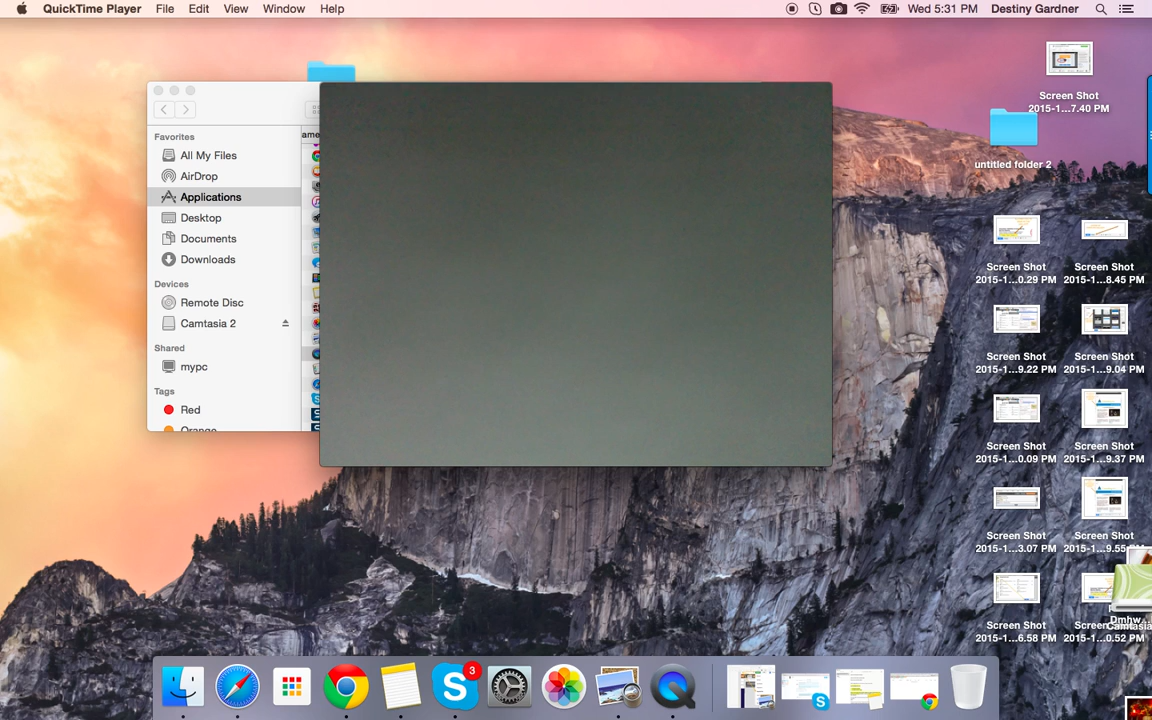 QuickTime Player File Edit View Window Help Wed 5:31 PM Destiny Gardner
Screen Shot
2015-1...7.40 PM
untitled folder 2
Favorites
All My Files
AirDrop
Applications
Desktop
Documents
Downloads
Devices
Remote Disc
Camtasia 2
Shared
mypc
Tags
Red
Orange
ame
Screen Shot
2015-1...0.29 PM
Screen Shot
2015-1...8.45 PM
Screen Shot
2015-1...9.22 PM
Screen Shot
2015-1...9.04 PM
Screen Shot
2015-1...0.09 PM
Screen Shot
2015-1...9.37 PM
Screen Shot
2015-1...3.07 PM
Screen Shot
2015-1...9.55
Screen Shot
2015-1...6.58 PM
Screen
2015-1...0.52 PM
Dmhw...
Camtasia
3